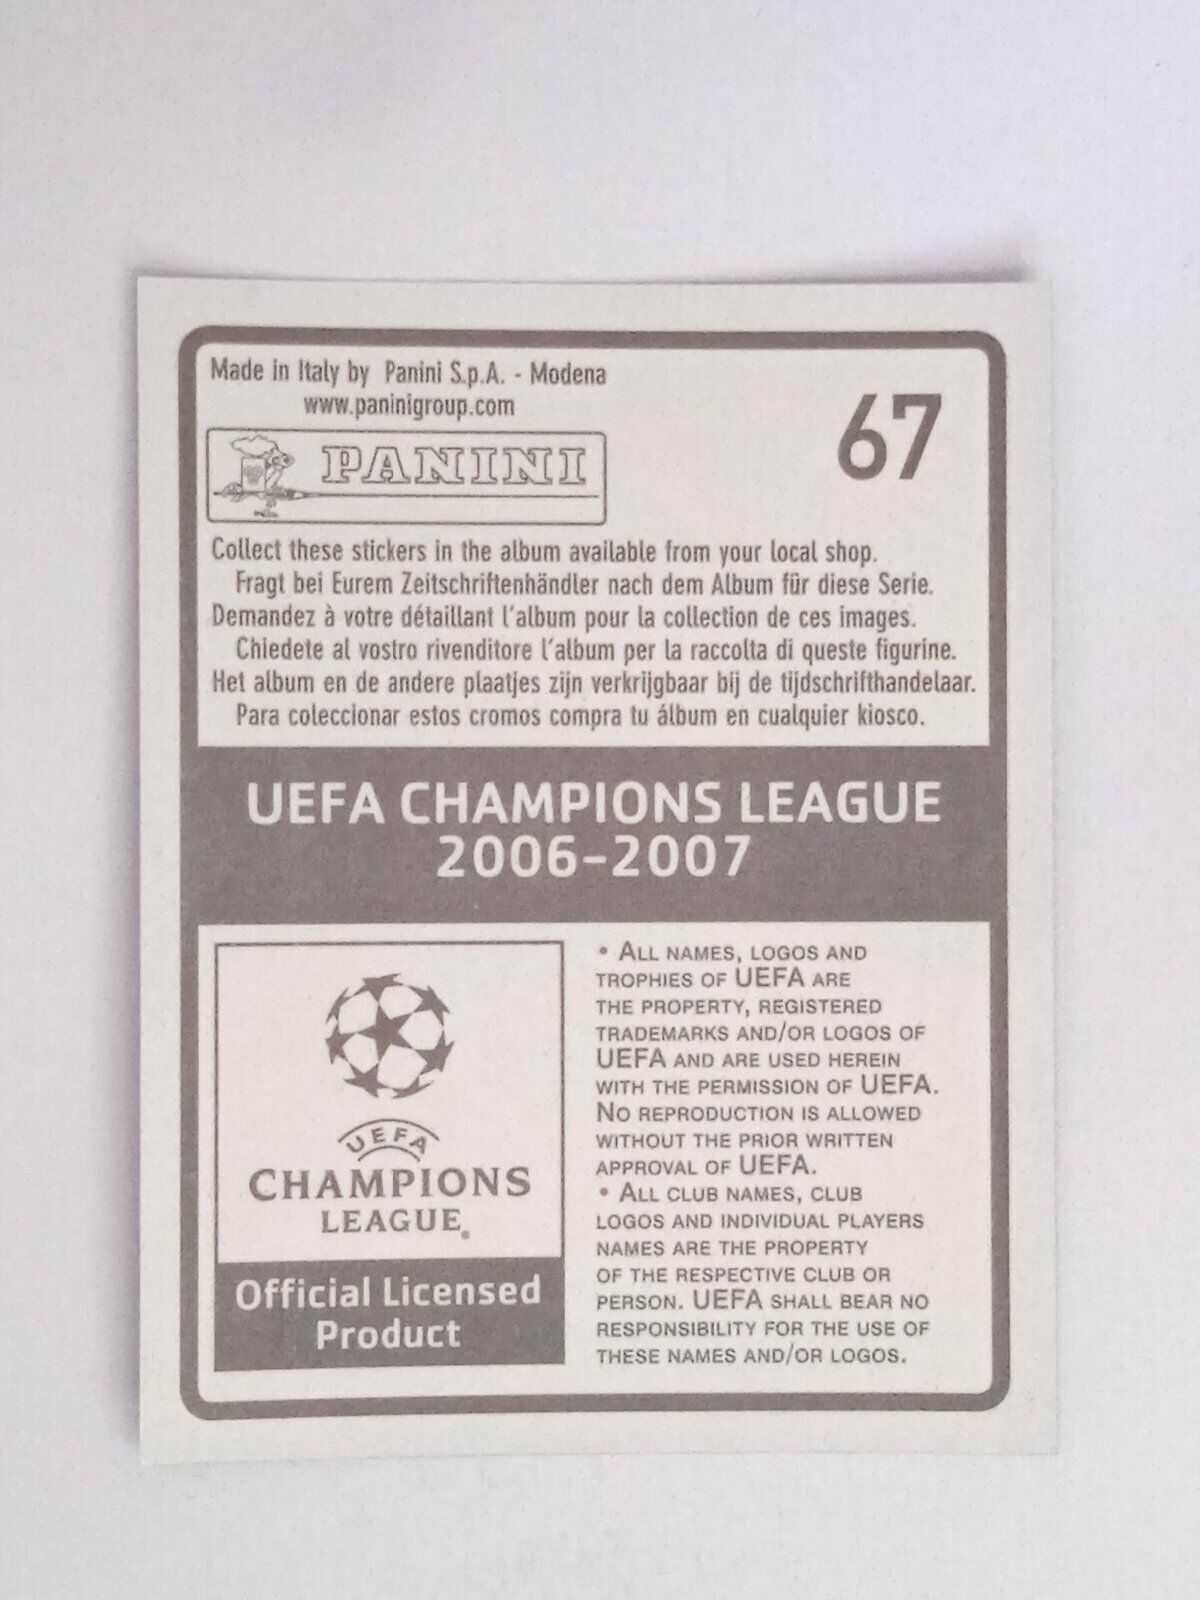 Made in Italy by Panini S.p.A. - Modena
www.paninigroup.com
67
PANINI
Collect these stickers in the album available from your local shop.
Fragt bei Eurem Zeitschriftenhändler nach dem Album für diese Serie.
Demandez à votre détaillant l'album pour la collection de ces images.
Chiedete al vostro rivenditore l'album per la raccolta di queste figurine.
Het album en de andere plaatjes zijn verkrijgbaar bij de tijdschrifthandelaar.
Para coleccionar estos cromos compra tu álbum en cualquier kiosco.
UEFA CHAMPIONS LEAGUE
2006-2007
UEFA
CHAMPIONS
LEAGUE®
Official Licensed
Product
• ALL NAMES, LOGOS AND
TROPHIES OF UEFA ARE
THE PROPERTY, REGISTERED
TRADEMARKS AND/OR LOGOS OF
UEFA AND ARE USED HEREIN
WITH THE PERMISSION OF UEFA.
NO REPRODUCTION IS ALLOWED
WITHOUT THE PRIOR WRITTEN
APPROVAL OF UEFA.
• ALL CLUB NAMES, CLUB
LOGOS AND INDIVIDUAL PLAYERS
NAMES ARE THE PROPERTY
OF THE RESPECTIVE CLUB OR
PERSON. UEFA SHALL BEAR NO
RESPONSIBILITY FOR THE USE OF
THESE NAMES AND/OR LOGOS.